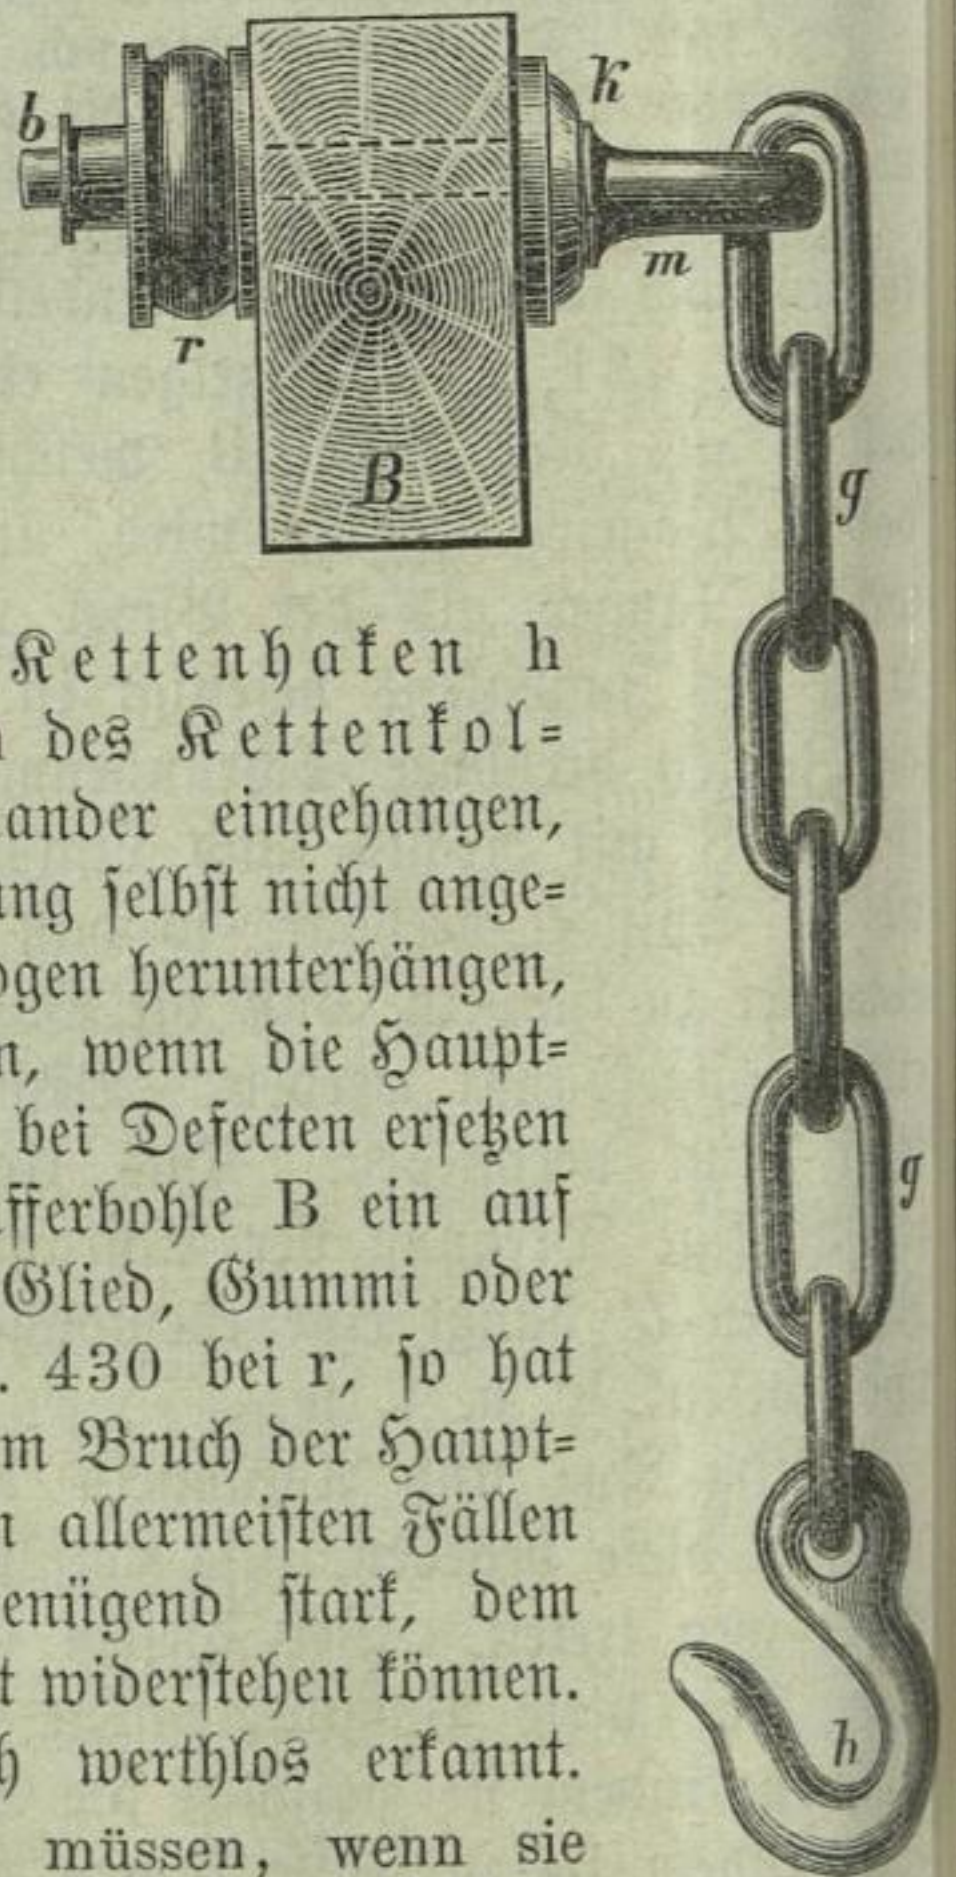 b
k
m
r
B
g
Kettenhaken h
des Kettenkol=
ander eingehangen,
ung selbst nicht ange=
ogen herunterhängen,
n, wenn die Haupt=
bei Defecten ersetzen
fferbohle B ein auf
g
Glied, Gummi oder
. 430 bei r, so hat
m Bruch der Haupt=
n allermeisten Fällen
enügend stark, dem
t widerstehen können.
h
h werthlos erkannt.
müssen, wenn sie